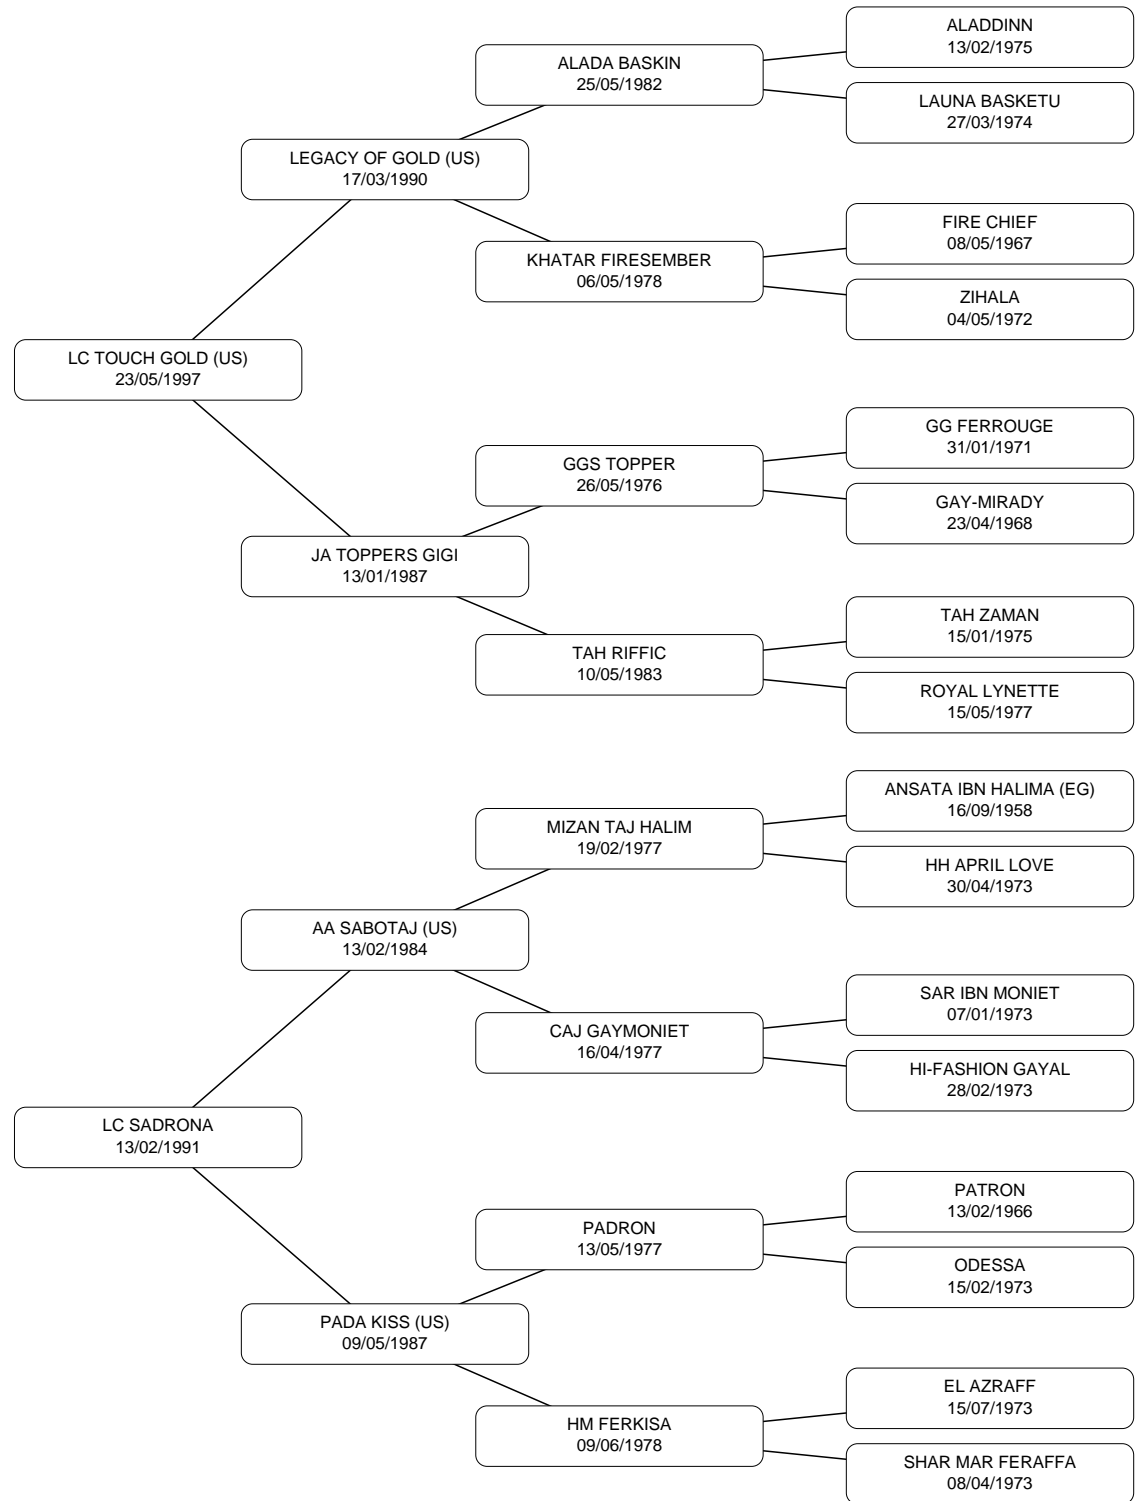 ALADDINN
13/02/1975
ALADA BASKIN
25/05/1982
LAUNA BASKETU
27/03/1974
LEGACY OF GOLD (US)
17/03/1990
FIRE CHIEF
08/05/1967
KHATAR FIRESEMBER
06/05/1978
ZIHALA
04/05/1972
LC TOUCH GOLD (US)
23/05/1997
GG FERROUGE
31/01/1971
GGS TOPPER
26/05/1976
GAY-MIRADY
23/04/1968
JA TOPPERS GIGI
13/01/1987
TAH ZAMAN
15/01/1975
TAH RIFFIC
10/05/1983
ROYAL LYNETTE
15/05/1977
ANSATA IBN HALIMA (EG)
16/09/1958
MIZAN TAJ HALIM
19/02/1977
HH APRIL LOVE
30/04/1973
AA SABOTAJ (US)
13/02/1984
SAR IBN MONIET
07/01/1973
CAJ GAYMONIET
16/04/1977
HI-FASHION GAYAL
28/02/1973
LC SADRONA
13/02/1991
PATRON
13/02/1966
PADRON
13/05/1977
ODESSA
15/02/1973
PADA KISS (US)
09/05/1987
EL AZRAFF
15/07/1973
HM FERKISA
09/06/1978
SHAR MAR FERAFFA
08/04/1973